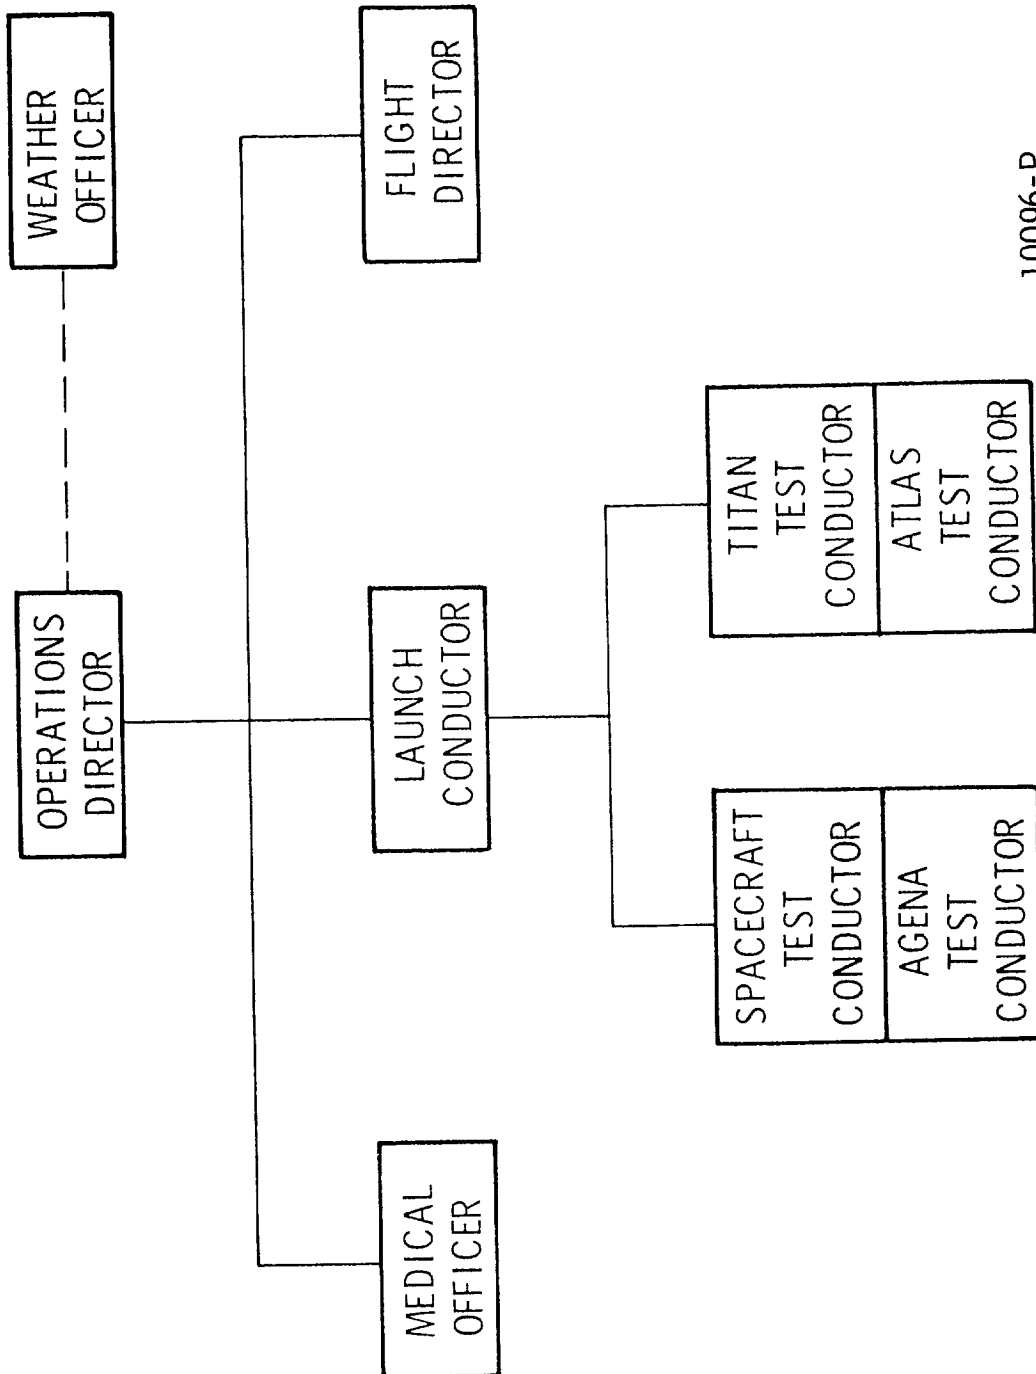 OPERATIONS
DIRECTOR
WEATHER
OFFICER
MEDICAL
OFFICER
LAUNCH
CONDUCTOR
FLIGHT
DIRECTOR
SPACECRAFT
TEST
CONDUCTOR
AGENA
TEST
CONDUCTOR
TITAN
TEST
CONDUCTOR
ATLAS
TEST
CONDUCTOR
10096-P